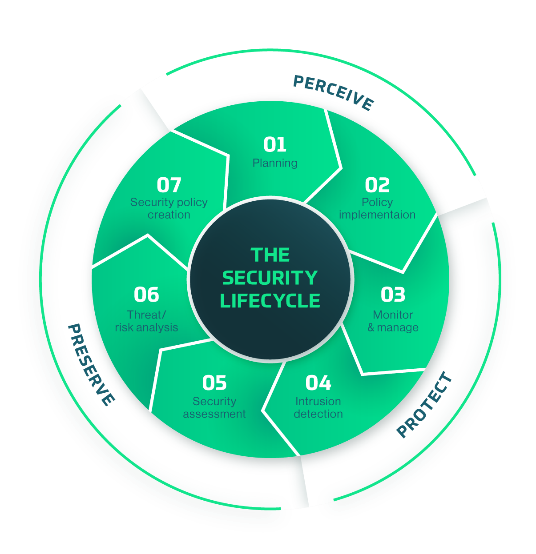 PERCEIVE
01
Planning
02
Policy
implementaion
03
Monitor
& manage
PROTECT
04
Intrusion
detection
05
Security
assessment
06
Threat/
risk analysis
PRESERVE
07
Security policy
creation
THE
SECURITY
LIFECYCLE